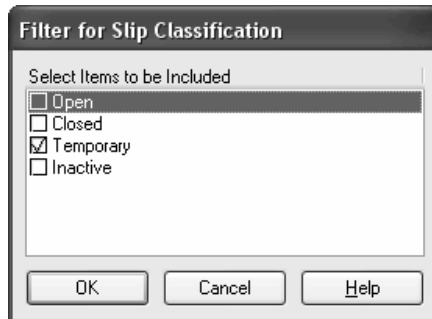 Filter for Slip Classification
Select Items to be Included
Open
Closed
Temporary
Inactive
OK Cancel Help